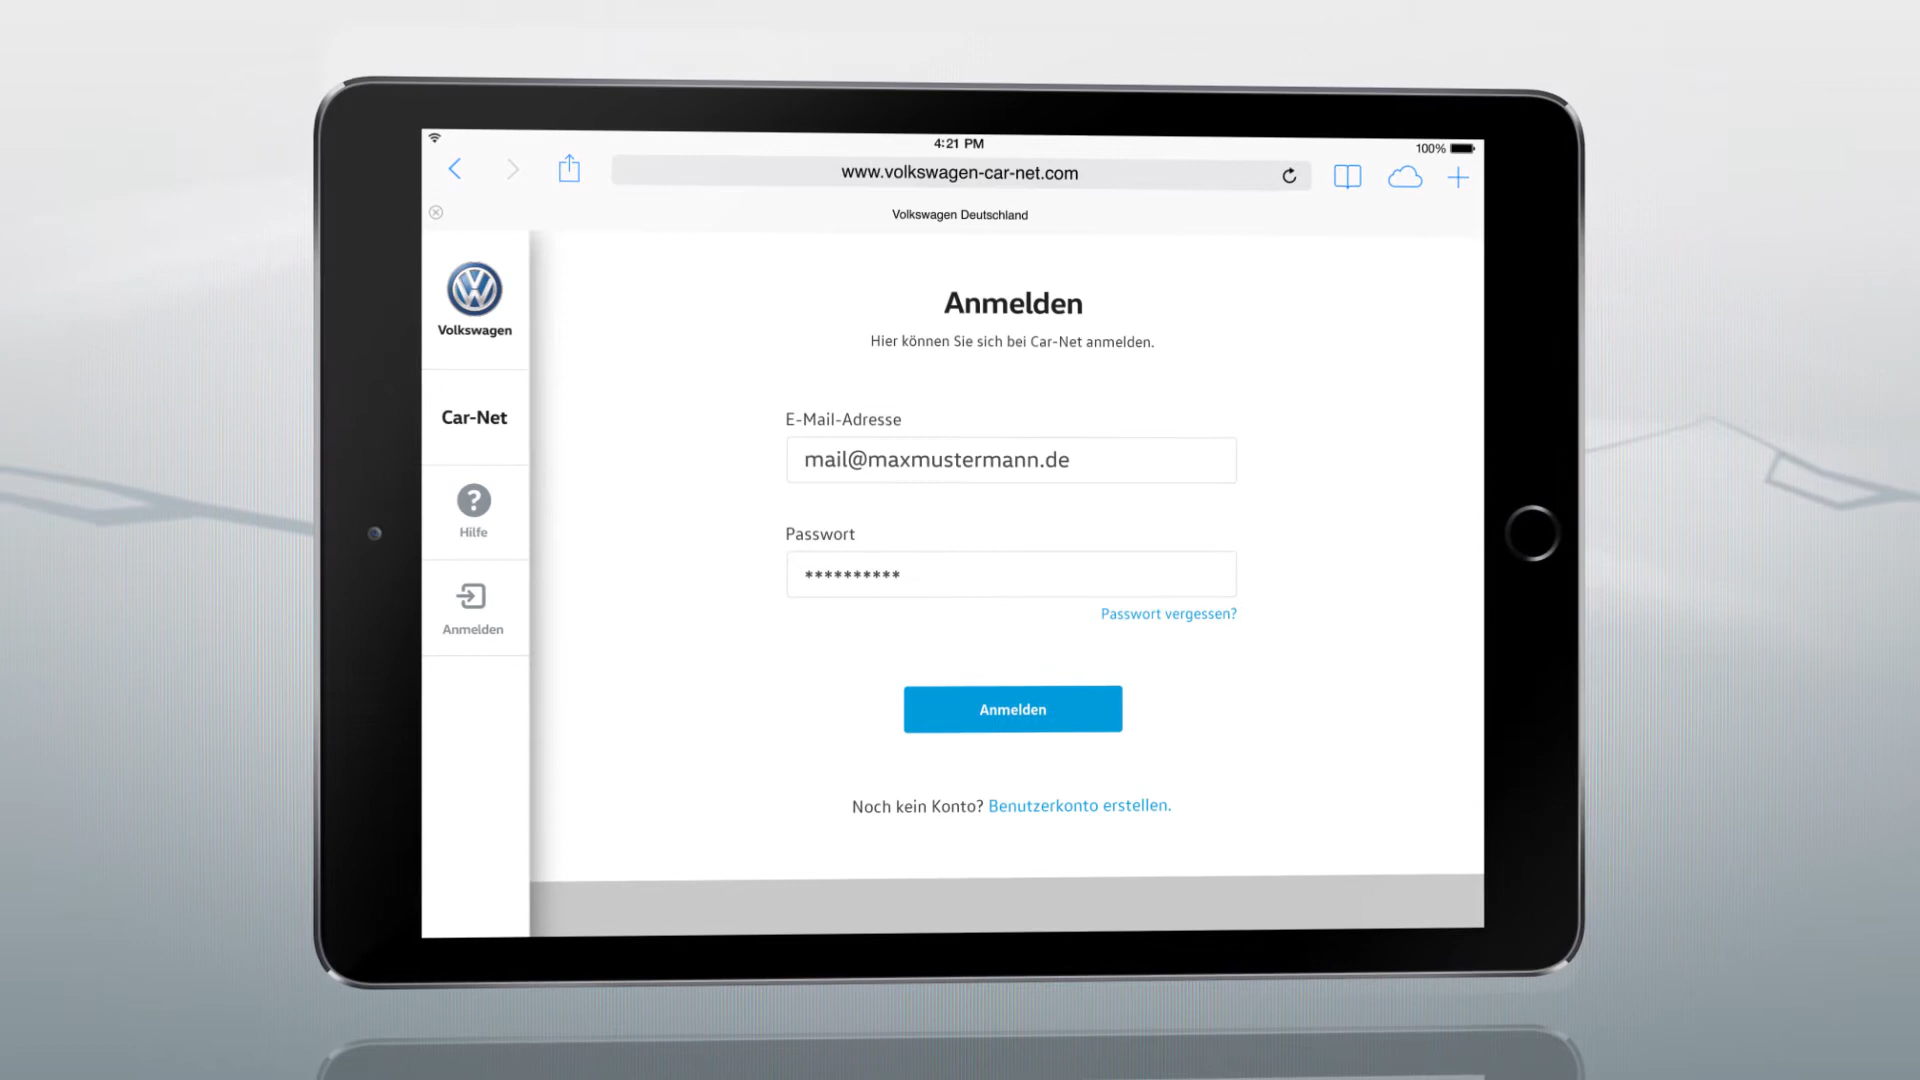 4:21 PM
100%
www.volkswagen-car-net.com
Volkswagen Deutschland
Volkswagen
Car-Net
?
Hilfe
Anmelden
Anmelden
Hier können Sie sich bei Car-Net anmelden.
E-Mail-Adresse
mail@maxmustermann.de
Passwort
**********
Passwort vergessen?
Anmelden
Noch kein Konto? Benutzerkonto erstellen.